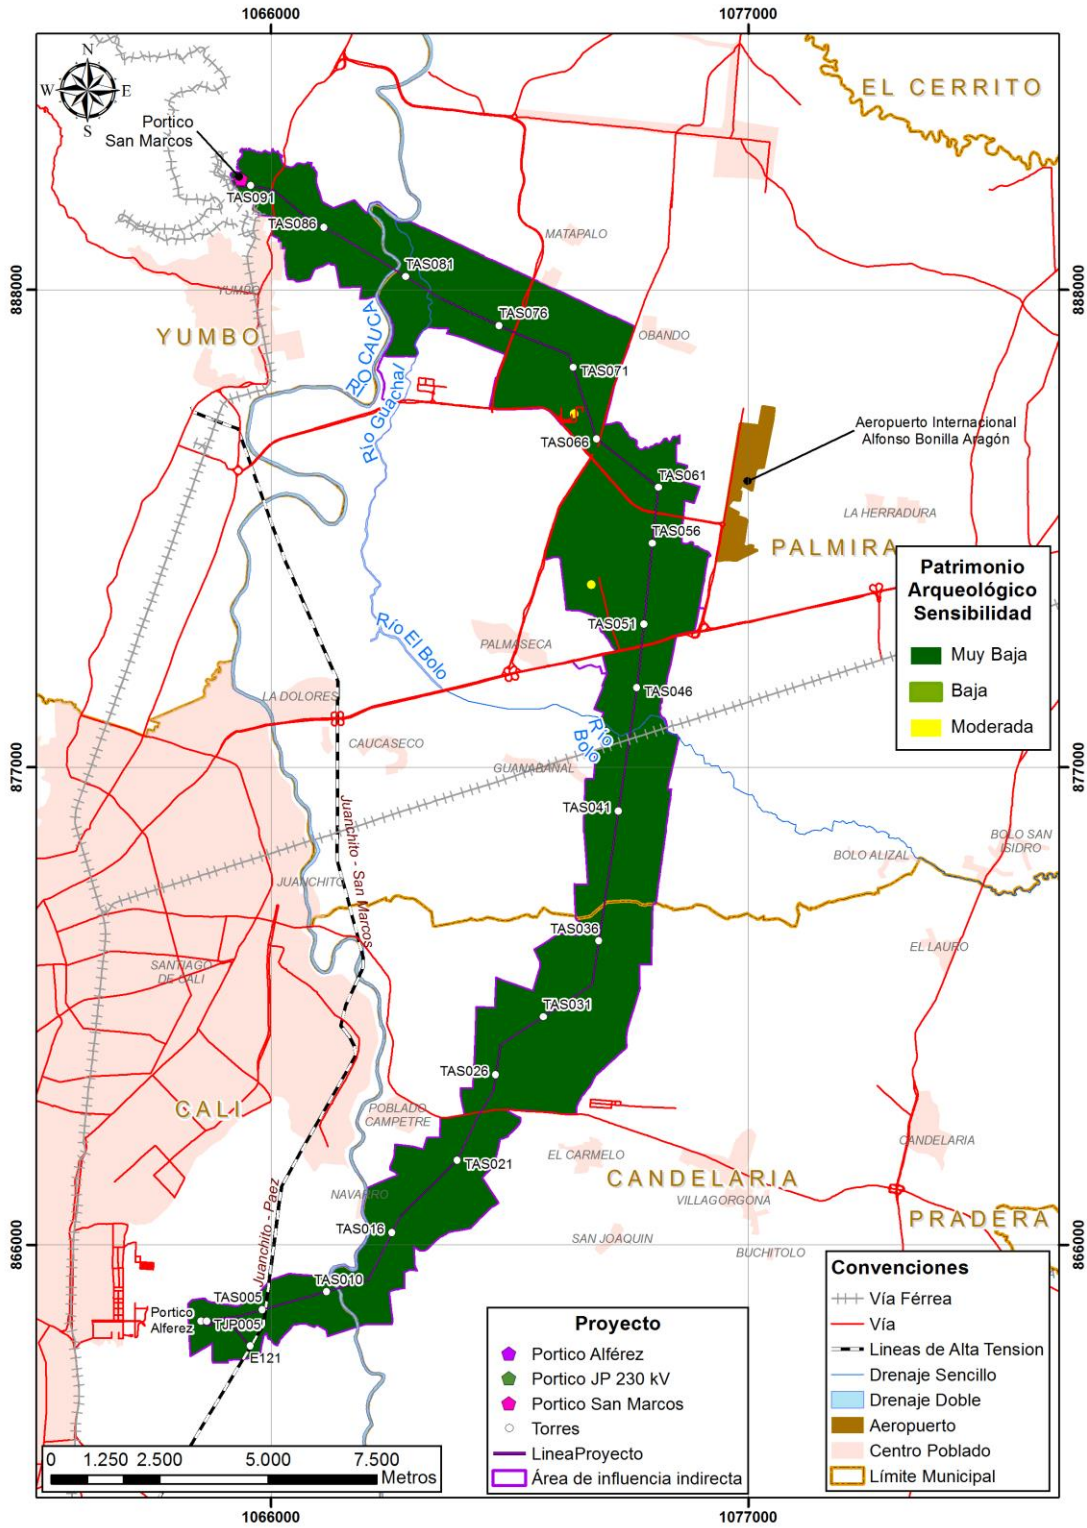 1066000
1077000
N
W
E
S
EL CERRITO
Portico
San Marcos
TAS091
TAS086
MATAPALO
TAS081
888000
888000
YUMBO
TAS076
YUMBO
RÍO CAUCA
OBANDO
Río Guachal
TAS071
Aeropuerto Internacional
Alfonso Bonilla Aragón
TAS066
TAS061
LA HERRADURA
TAS056
PALMIRA
Patrimonio
Arqueológico
Sensibilidad
Muy Baja
Baja
Moderada
TAS051
Río El Bolo
PALMASECA
TAS046
LA DOLORES
Río
Bolo
CAUCASECO
GUANABANAL
877000
877000
TAS041
Juanchito - San Marcos
BOLO SAN
ISIDRO
BOLO ALIZAL
JUANCHITO
TAS036
EL LAURO
SANTIAGO
DE CALI
TAS031
TAS026
CALI
POBLADO
CAMPETRE
CANDELARIA
EL CARMELO
TAS021
CANDELARIA
VILLAGORGONA
NAVARRO
PRADERA
TAS016
SAN JOAQUIN
BUCHITOLO
866000
866000
Juanchito - Paez
TAS010
TAS005
Portico
Alferez
TJP005
E121
Proyecto
Portico Alférez
Portico JP 230 kV
Portico San Marcos
Torres
LineaProyecto
Área de influencia indirecta
Convenciones
Vía Férrea
Vía
Lineas de Alta Tension
Drenaje Sencillo
Drenaje Doble
Aeropuerto
Centro Poblado
Límite Municipal
0 1.250 2.500 5.000 7.500
Metros
1066000
1077000